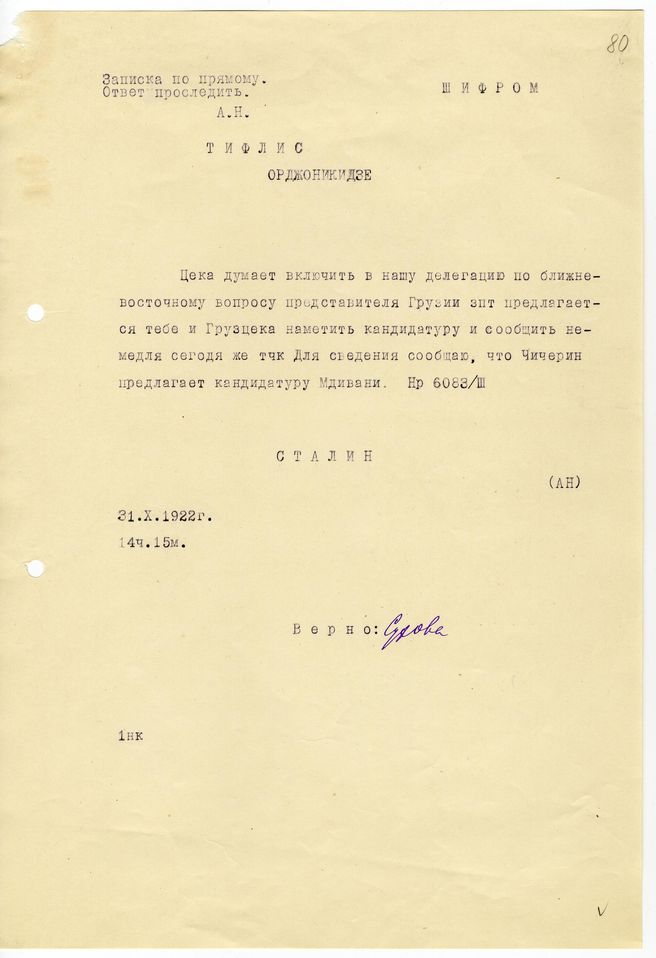 80
Записка по прямому.
Ответ проследить.
А.Н.
ШИФРОМ
ТИФЛИС
ОРДЖОНИКИДЗЕ
Цека думает включить в нашу делегацию по ближне-
восточному вопросу представителя Грузии зпт предлагает-
ся тебе и Грузцека наметить кандидатуру и сообщить не-
медля сегодя же тчк Для сведения сообщаю, что Чичерин
предлагает кандидатуру Мдивани. Нр 6083/Ш
СТАЛИН
(АН)
31.X.1922г.
14ч.15м.
Верно:
1нк